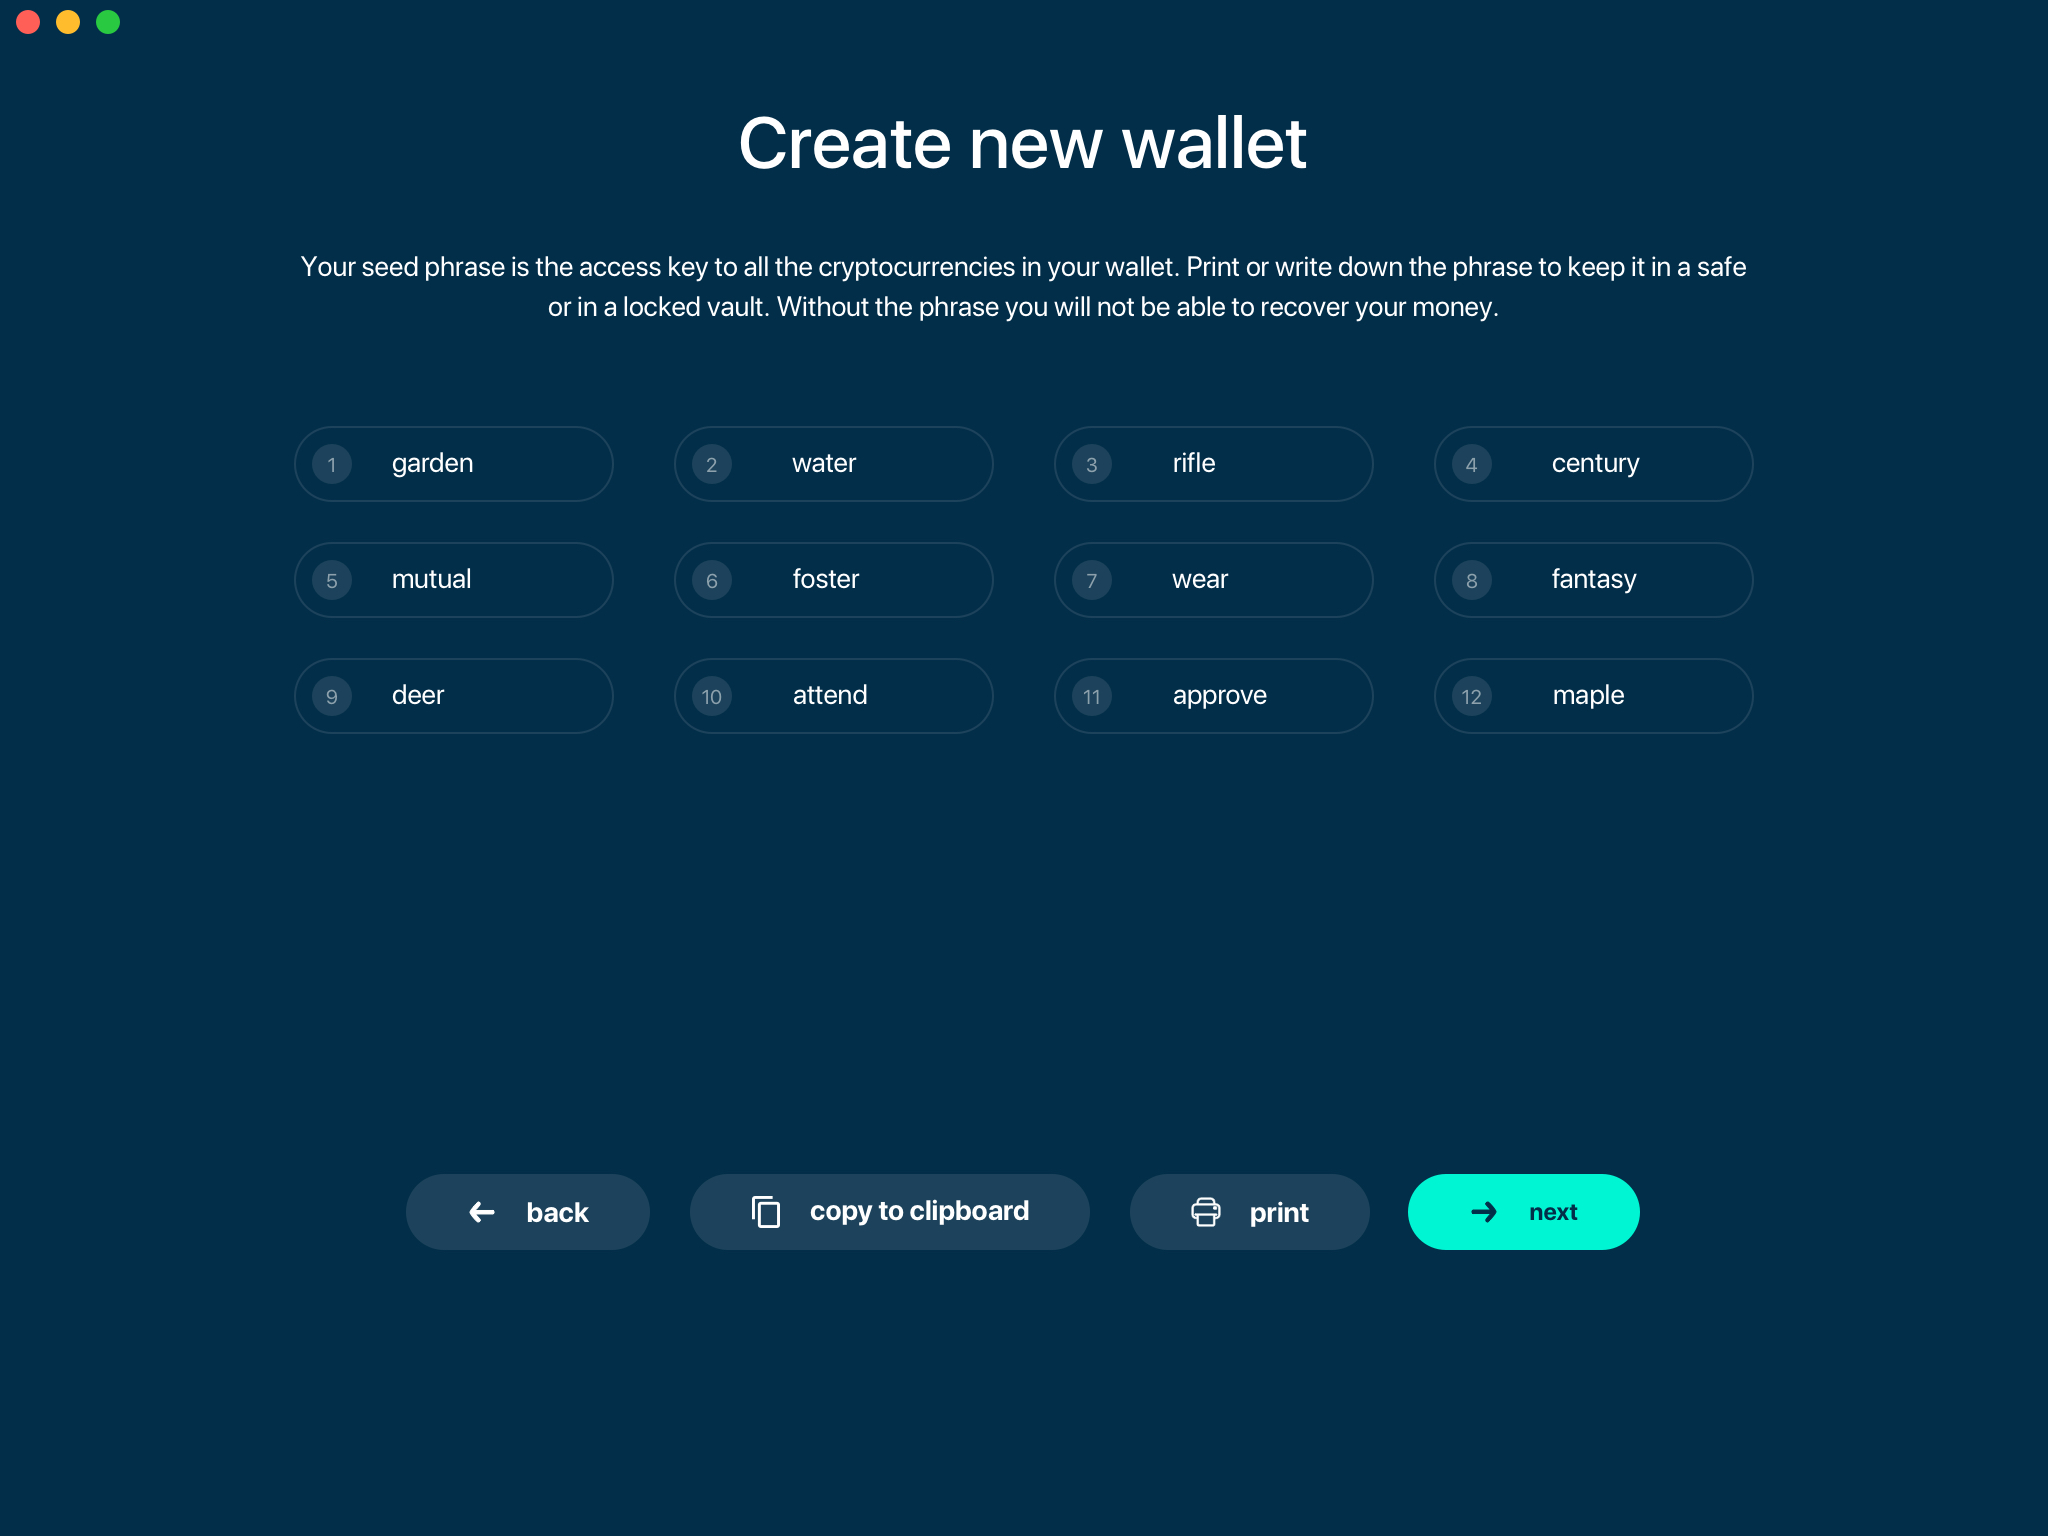 Create new wallet
Your seed phrase is the access key to all the cryptocurrencies in your wallet. Print or write down the phrase to keep it in a safe
or in a locked vault. Without the phrase you will not be able to recover your money.
1 garden
2 water
3 rifle
4 century
5 mutual
6 foster
7 wear
8 fantasy
9 deer
10 attend
11 approve
12 maple
back
copy to clipboard
print
next